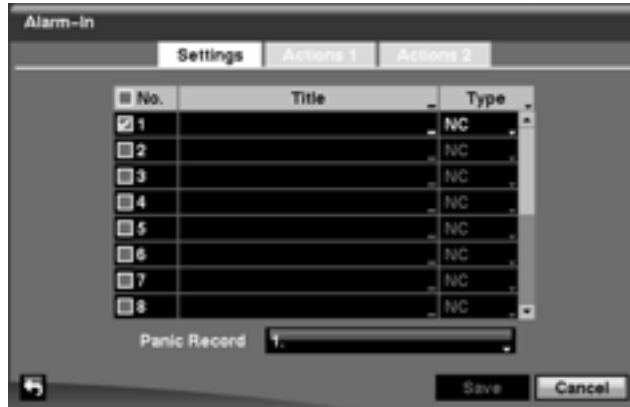 Alarm-In
Settings Actions 1 Actions 2
No. Title Type
1 NC
2 NC
3 NC
4 NC
5 NC
6 NC
7 NC
8 NC
Panic Record 1.
Save Cancel